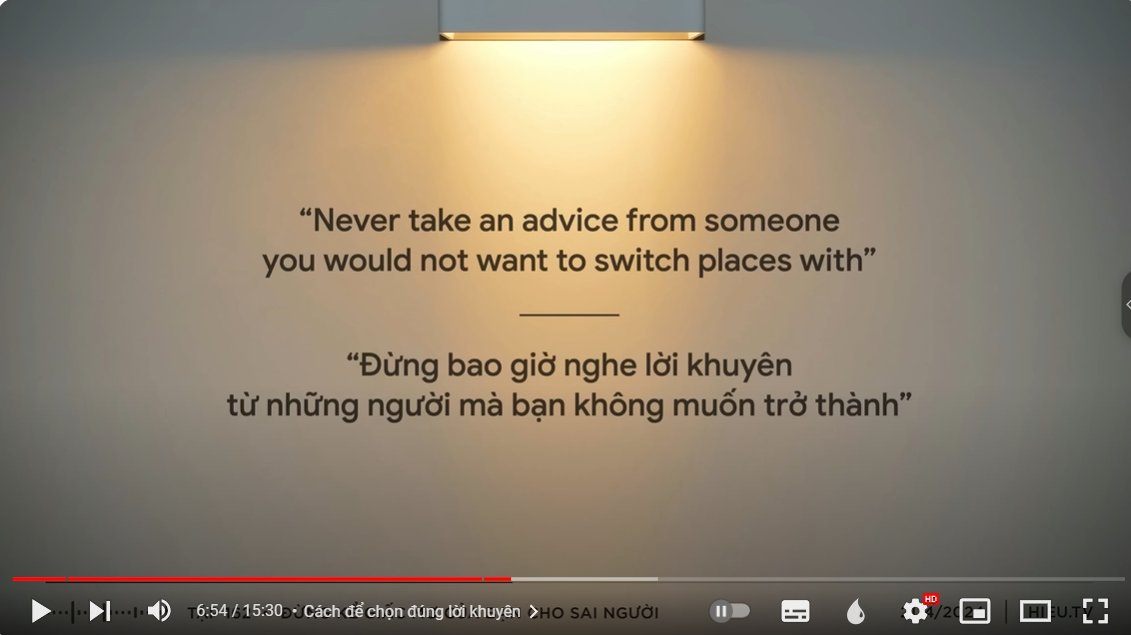 “Never take an advice from someone
you would not want to switch places with”
“Đừng bao giờ nghe lời khuyên
từ những người mà bạn không muốn trở thành”
HD
6:54 / 15:30 • Cách để chọn đúng lời khuyên
CHO SAI NGƯỜI
HIEU.TV